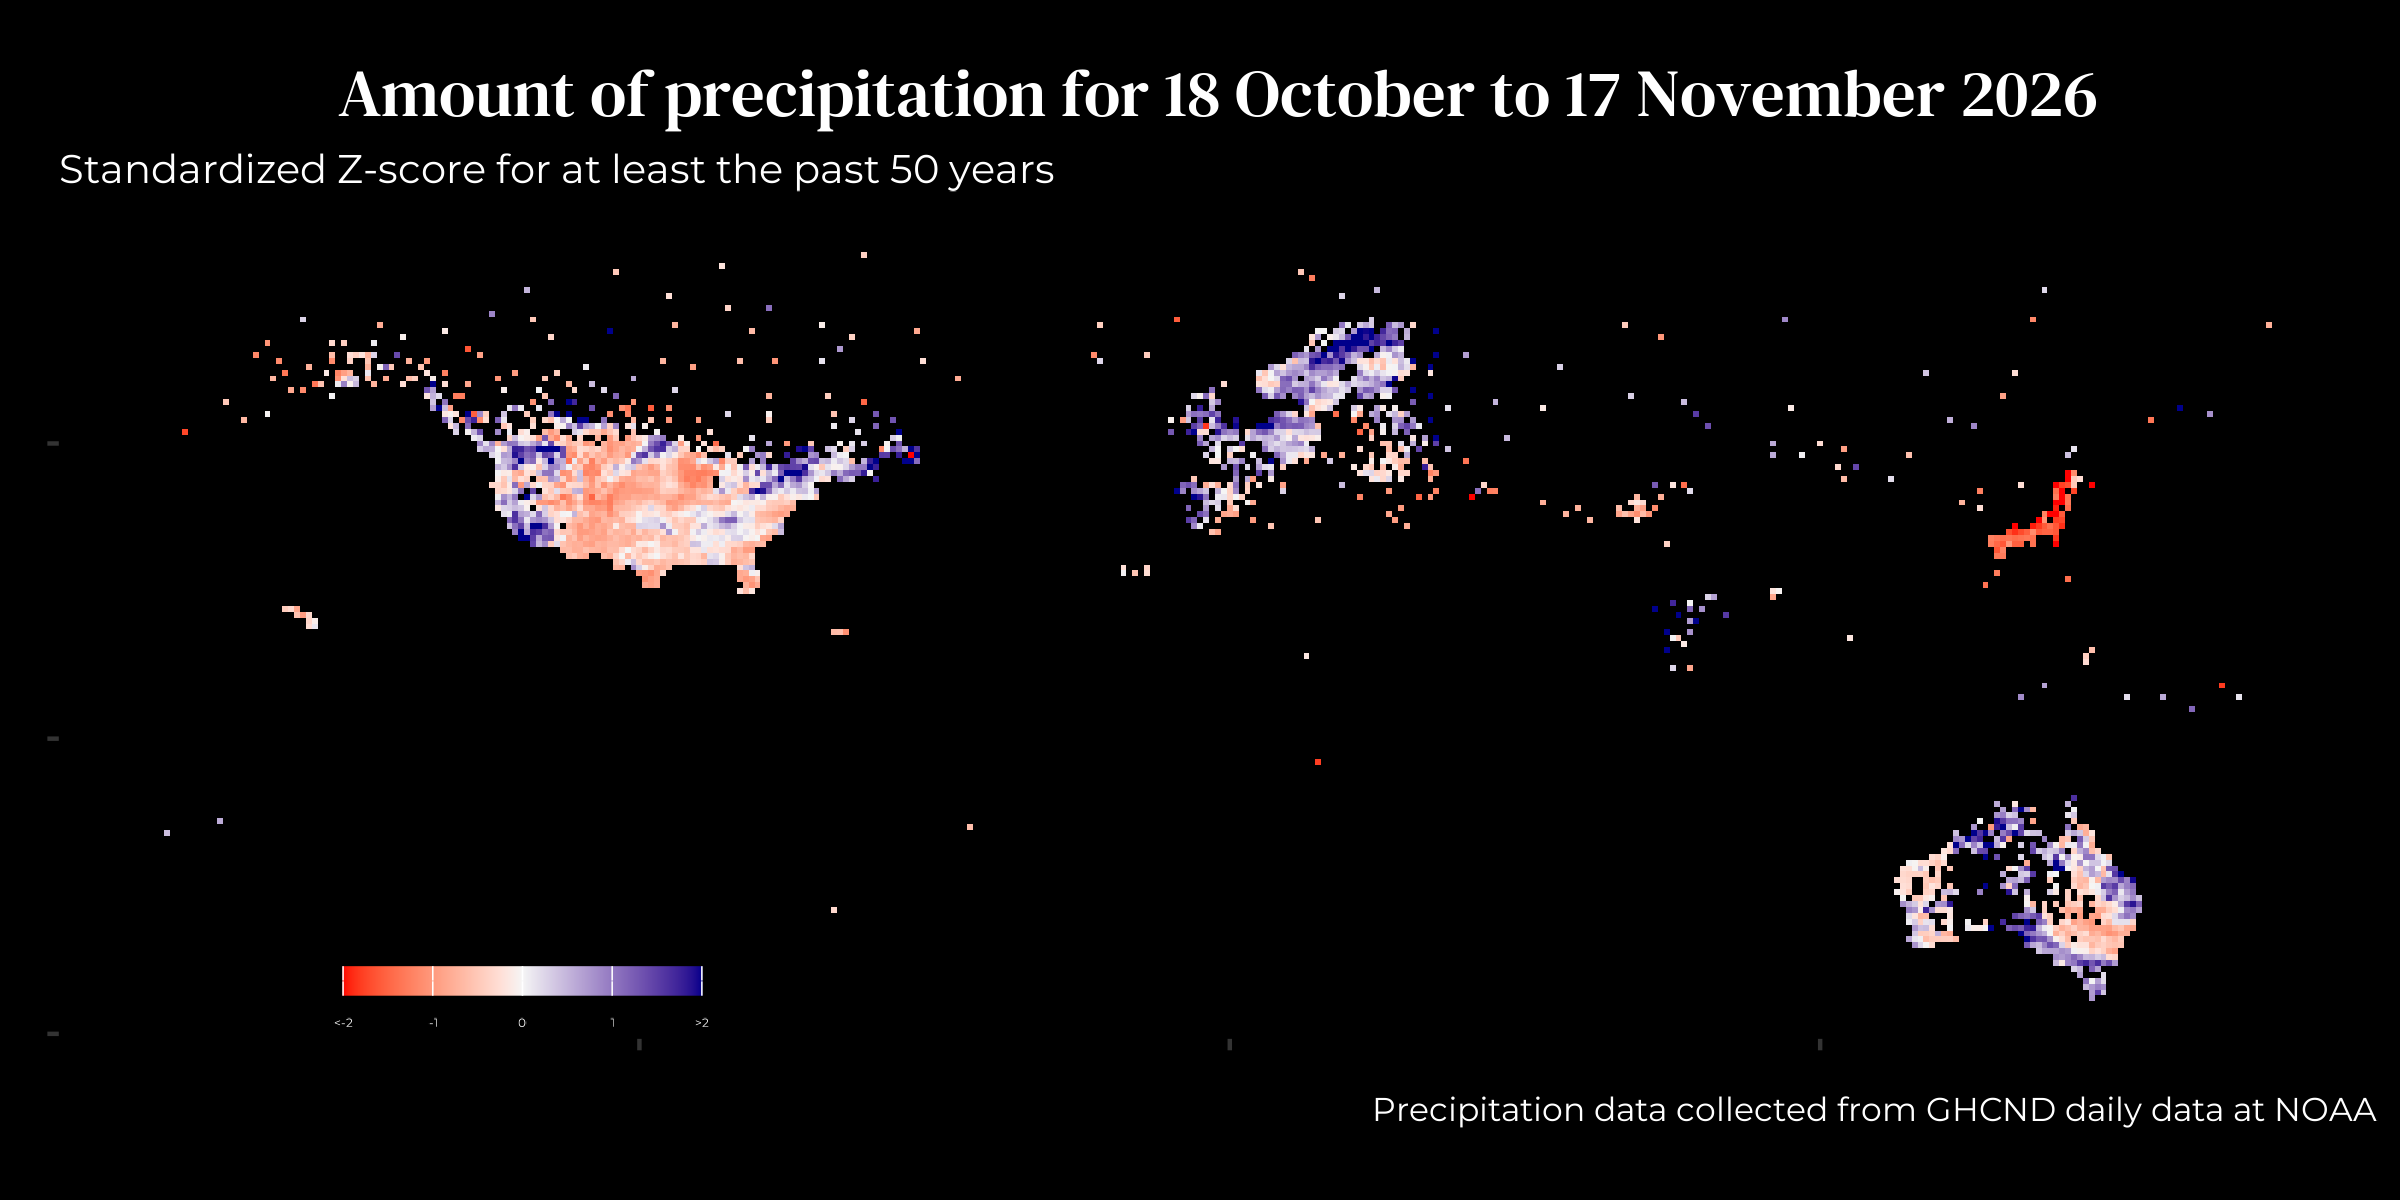 Amount of precipitation for 18 October to 17 November 2026
Standardized Z-score for at least the past 50 years
<-2 -1 0 1 >2
Precipitation data collected from GHCND daily data at NOAA